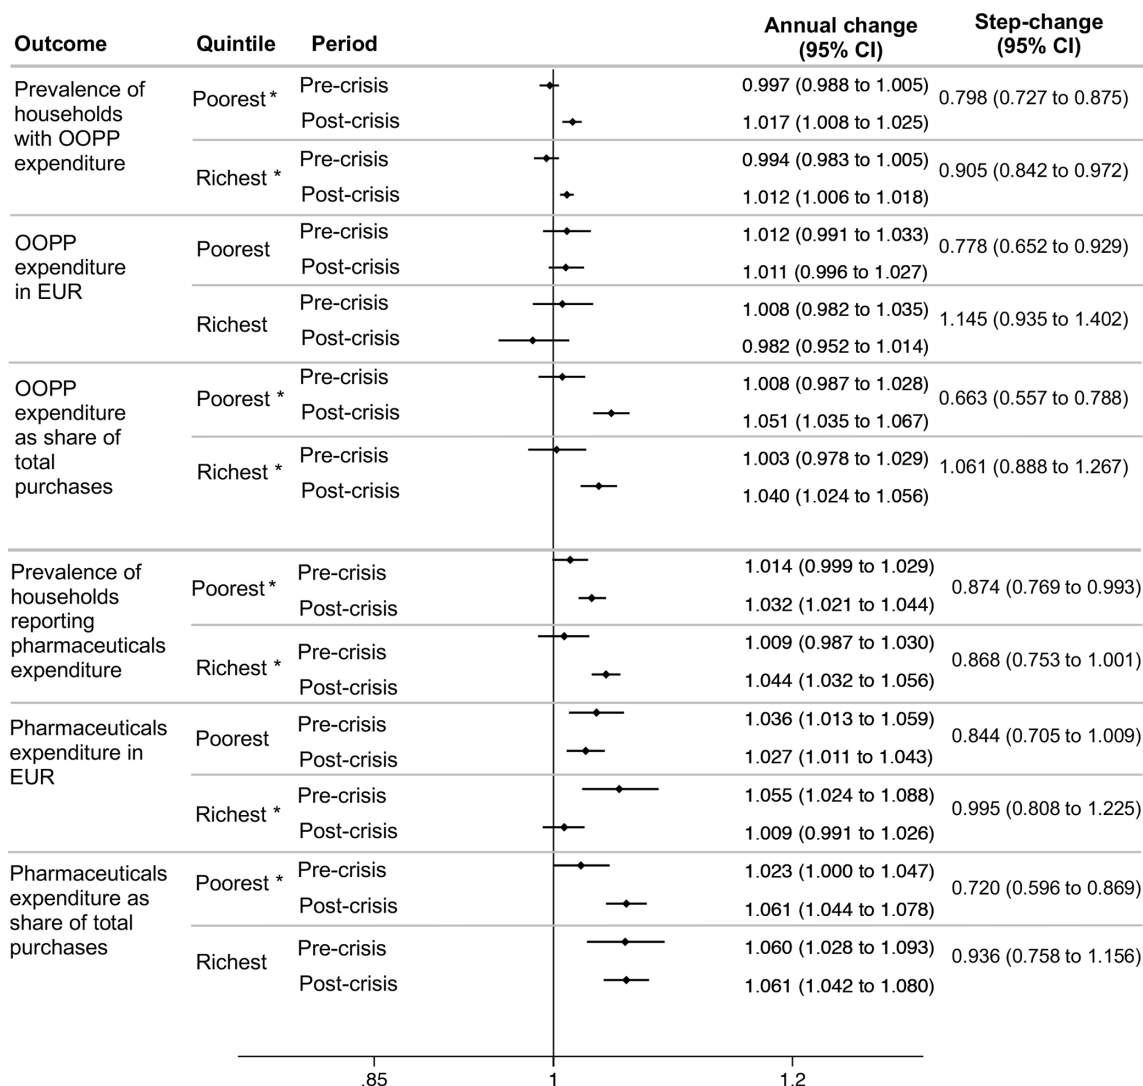 Outcome Quintile Period Annual change (95% CI) Step-change (95% CI)
Prevalence of
households
with OOPP
expenditure
Poorest *
Pre-crisis 0.997 (0.988 to 1.005)
Post-crisis 1.017 (1.008 to 1.025)
0.798 (0.727 to 0.875)
Richest *
Pre-crisis 0.994 (0.983 to 1.005)
Post-crisis 1.012 (1.006 to 1.018)
0.905 (0.842 to 0.972)
OOPP
expenditure
in EUR
Poorest
Pre-crisis 1.012 (0.991 to 1.033)
Post-crisis 1.011 (0.996 to 1.027)
0.778 (0.652 to 0.929)
Richest
Pre-crisis 1.008 (0.982 to 1.035)
Post-crisis 0.982 (0.952 to 1.014)
1.145 (0.935 to 1.402)
OOPP
expenditure
as share of
total
purchases
Poorest *
Pre-crisis 1.008 (0.987 to 1.028)
Post-crisis 1.051 (1.035 to 1.067)
0.663 (0.557 to 0.788)
Richest *
Pre-crisis 1.003 (0.978 to 1.029)
Post-crisis 1.040 (1.024 to 1.056)
1.061 (0.888 to 1.267)
Prevalence of
households
reporting
pharmaceuticals
expenditure
Poorest *
Pre-crisis 1.014 (0.999 to 1.029)
Post-crisis 1.032 (1.021 to 1.044)
0.874 (0.769 to 0.993)
Richest *
Pre-crisis 1.009 (0.987 to 1.030)
Post-crisis 1.044 (1.032 to 1.056)
0.868 (0.753 to 1.001)
Pharmaceuticals
expenditure in
EUR
Poorest
Pre-crisis 1.036 (1.013 to 1.059)
Post-crisis 1.027 (1.011 to 1.043)
0.844 (0.705 to 1.009)
Richest *
Pre-crisis 1.055 (1.024 to 1.088)
Post-crisis 1.009 (0.991 to 1.026)
0.995 (0.808 to 1.225)
Pharmaceuticals
expenditure as
share of total
purchases
Poorest *
Pre-crisis 1.023 (1.000 to 1.047)
Post-crisis 1.061 (1.044 to 1.078)
0.720 (0.596 to 0.869)
Richest
Pre-crisis 1.060 (1.028 to 1.093)
Post-crisis 1.061 (1.042 to 1.080)
0.936 (0.758 to 1.156)
.85 1 1.2